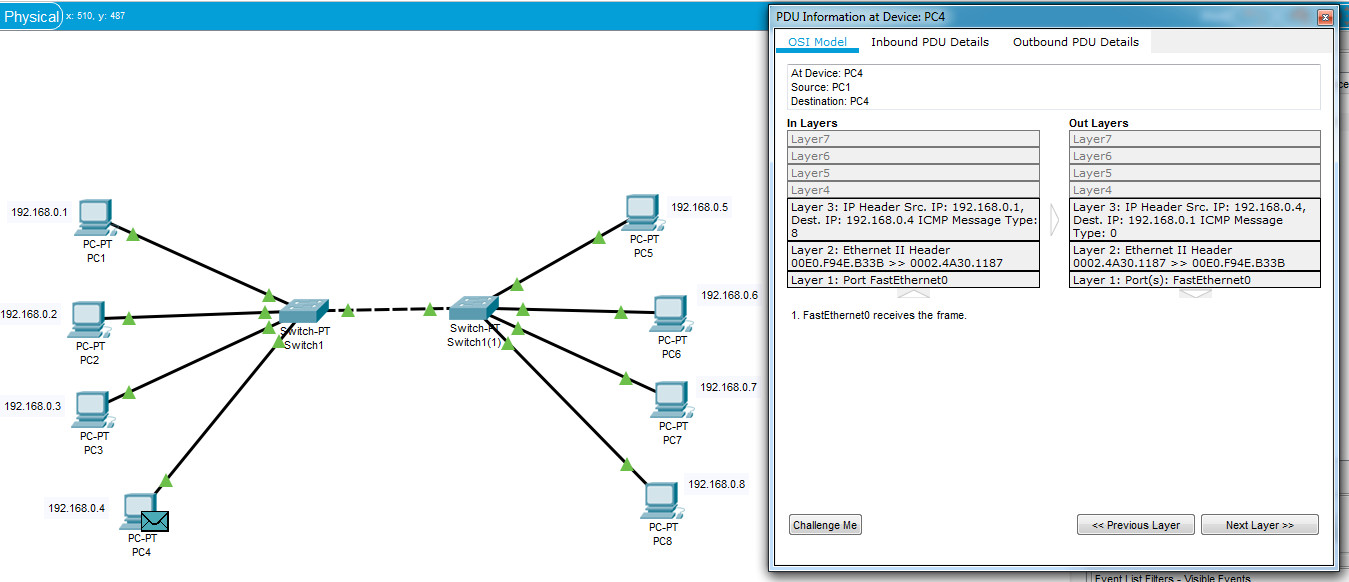 Physical x: 510, y: 487
192.168.0.1
PC-PT
PC1
192.168.0.2
PC-PT
PC2
192.168.0.3
PC-PT
PC3
192.168.0.4
PC-PT
PC4
Switch-PT
Switch1
Switch-PT
Switch1(1)
192.168.0.5
PC-PT
PC5
192.168.0.6
PC-PT
PC6
192.168.0.7
PC-PT
PC7
192.168.0.8
PC-PT
PC8
PDU Information at Device: PC4
OSI Model Inbound PDU Details Outbound PDU Details
At Device: PC4
Source: PC1
Destination: PC4
In Layers
Layer7
Layer6
Layer5
Layer4
Layer 3: IP Header Src. IP: 192.168.0.1,
Dest. IP: 192.168.0.4 ICMP Message Type:
8
Layer 2: Ethernet II Header
00E0.F94E.B33B >> 0002.4A30.1187
Layer 1: Port FastEthernet0
Out Layers
Layer7
Layer6
Layer5
Layer4
Layer 3: IP Header Src. IP: 192.168.0.4,
Dest. IP: 192.168.0.1 ICMP Message
Type: 0
Layer 2: Ethernet II Header
0002.4A30.1187 >> 00E0.F94E.B33B
Layer 1: Port(s): FastEthernet0
1. FastEthernet0 receives the frame.
Challenge Me << Previous Layer Next Layer >>
Event List Filters - Visible Events